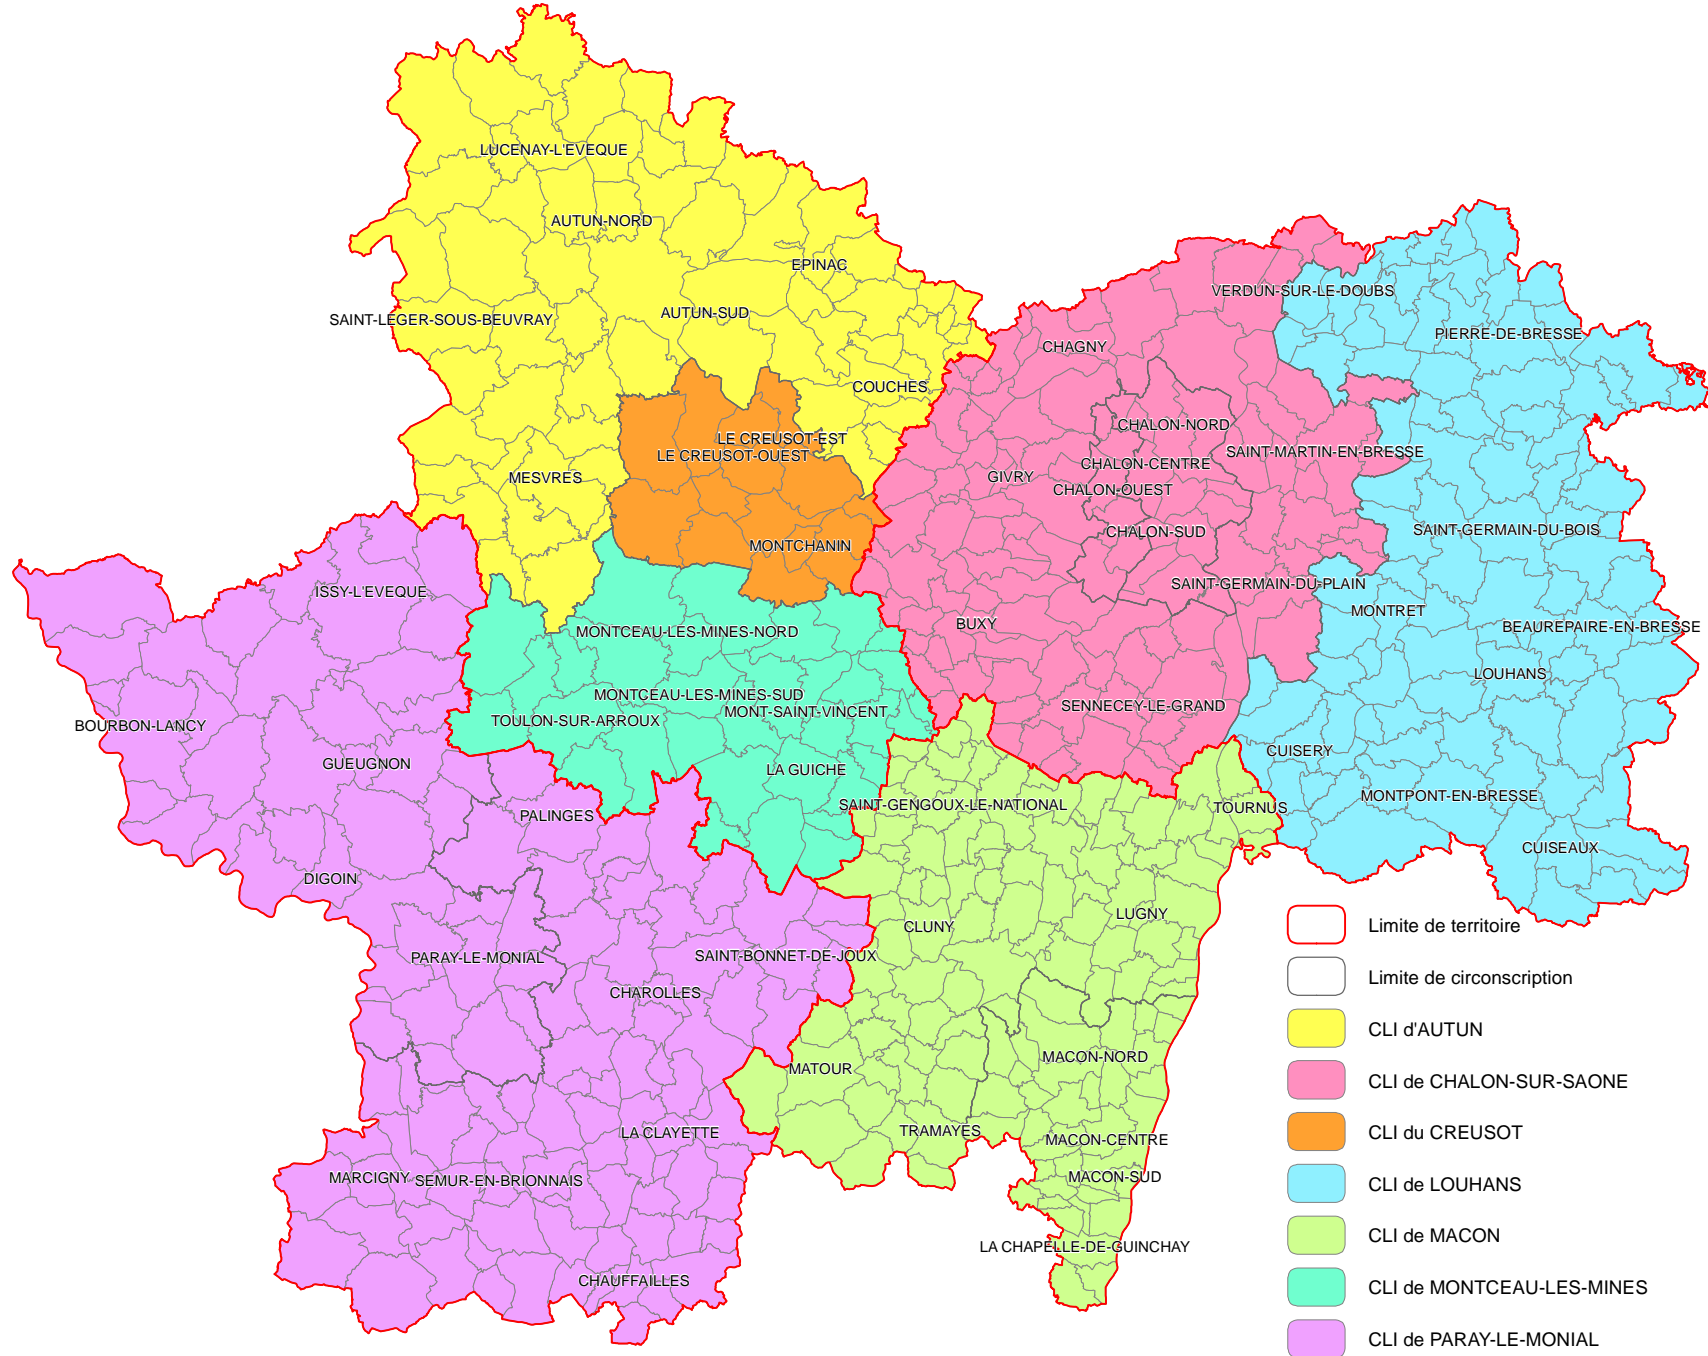 LUCENAY-L'EVEQUE
AUTUN-NORD
EPINAC
VERDUN-SUR-LE-DOUBS
SAINT-LEGER-SOUS-BEUVRAY
AUTUN-SUD
PIERRE-DE-BRESSE
CHAGNY
COUCHES
CHALON-NORD
LE CREUSOT-EST
LE CREUSOT-OUEST
SAINT-MARTIN-EN-BRESSE
CHALON-CENTRE
MESVRES
GIVRY
CHALON-OUEST
CHALON-SUD
SAINT-GERMAIN-DU-BOIS
MONTCHANIN
ISSY-L'EVEQUE
SAINT-GERMAIN-DU-PLAIN
MONTRET
BUXY
BEAUREPAIRE-EN-BRESSE
MONTCEAU-LES-MINES-NORD
LOUHANS
MONTCEAU-LES-MINES-SUD
SENNECEY-LE-GRAND
MONT-SAINT-VINCENT
TOULON-SUR-ARROUX
BOURBON-LANCY
CUISERY
GUEUGNON
LA GUICHE
MONTPONT-EN-BRESSE
SAINT-GENGOUX-LE-NATIONAL
TOURNUS
PALINGES
CUISEAUX
DIGOIN
LUGNY
CLUNY
PARAY-LE-MONIAL
SAINT-BONNET-DE-JOUX
CHAROLLES
MACON-NORD
MATOUR
TRAMAYES
LA CLAYETTE
MACON-CENTRE
MACON-SUD
MARCIGNY
SEMUR-EN-BRIONNAIS
LA CHAPELLE-DE-GUINCHAY
CHAUFFAILLES
Limite de territoire
Limite de circonscription
CLI d'AUTUN
CLI de CHALON-SUR-SAONE
CLI du CREUSOT
CLI de LOUHANS
CLI de MACON
CLI de MONTCEAU-LES-MINES
CLI de PARAY-LE-MONIAL